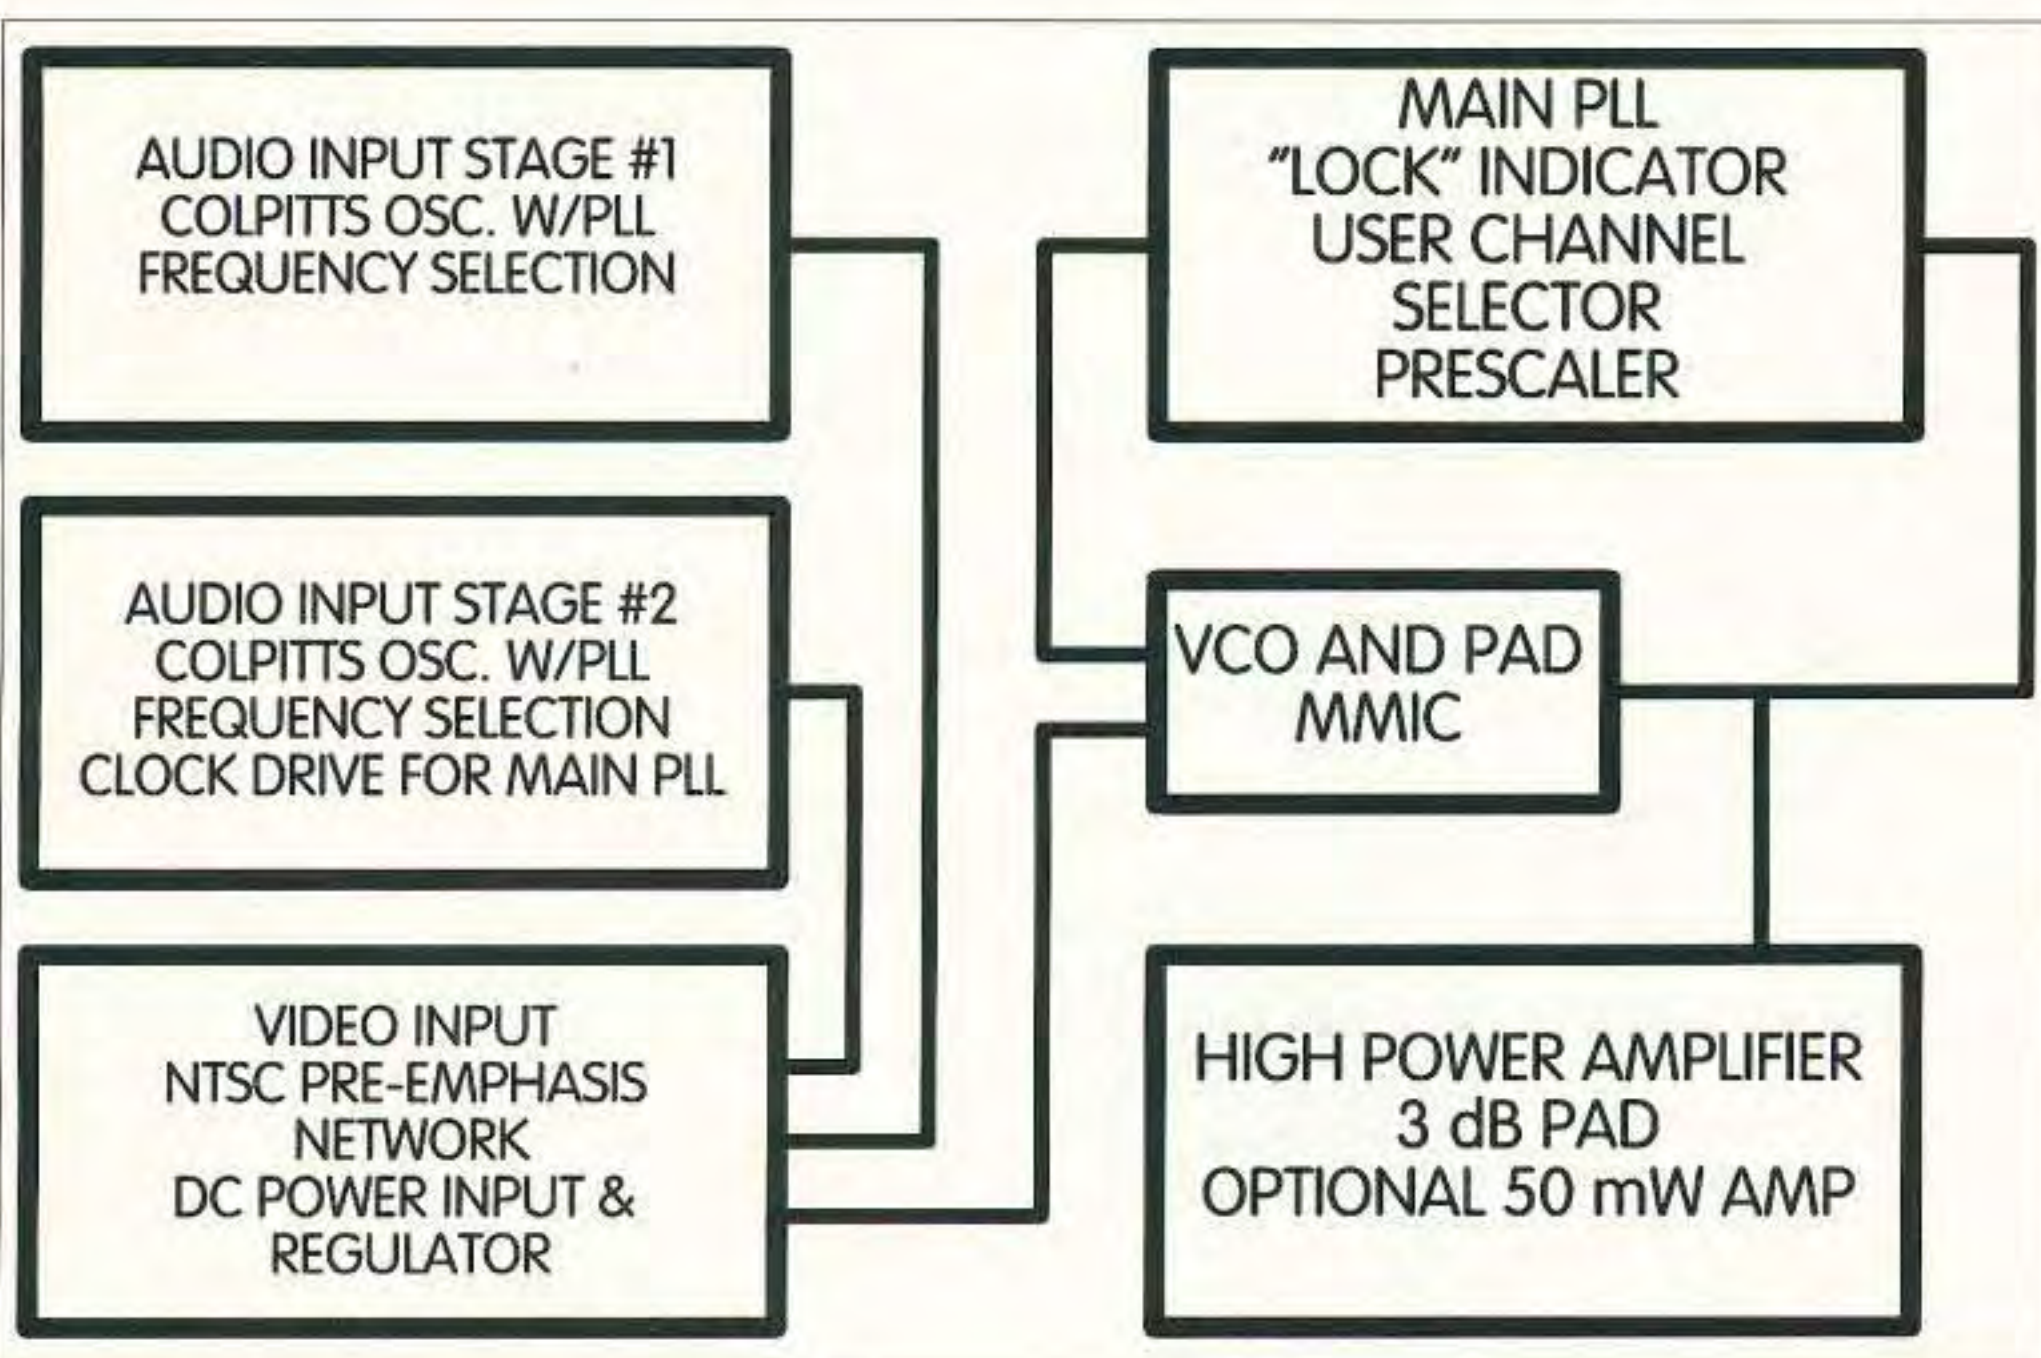 AUDIO INPUT STAGE #1
COLPITTS OSC. W/PLL
FREQUENCY SELECTION
AUDIO INPUT STAGE #2
COLPITTS OSC. W/PLL
FREQUENCY SELECTION
CLOCK DRIVE FOR MAIN PLL
VIDEO INPUT
NTSC PRE-EMPHASIS
NETWORK
DC POWER INPUT &
REGULATOR
MAIN PLL
"LOCK" INDICATOR
USER CHANNEL
SELECTOR
PRESCALER
VCO AND PAD
MMIC
HIGH POWER AMPLIFIER
3 dB PAD
OPTIONAL 50 mW AMP